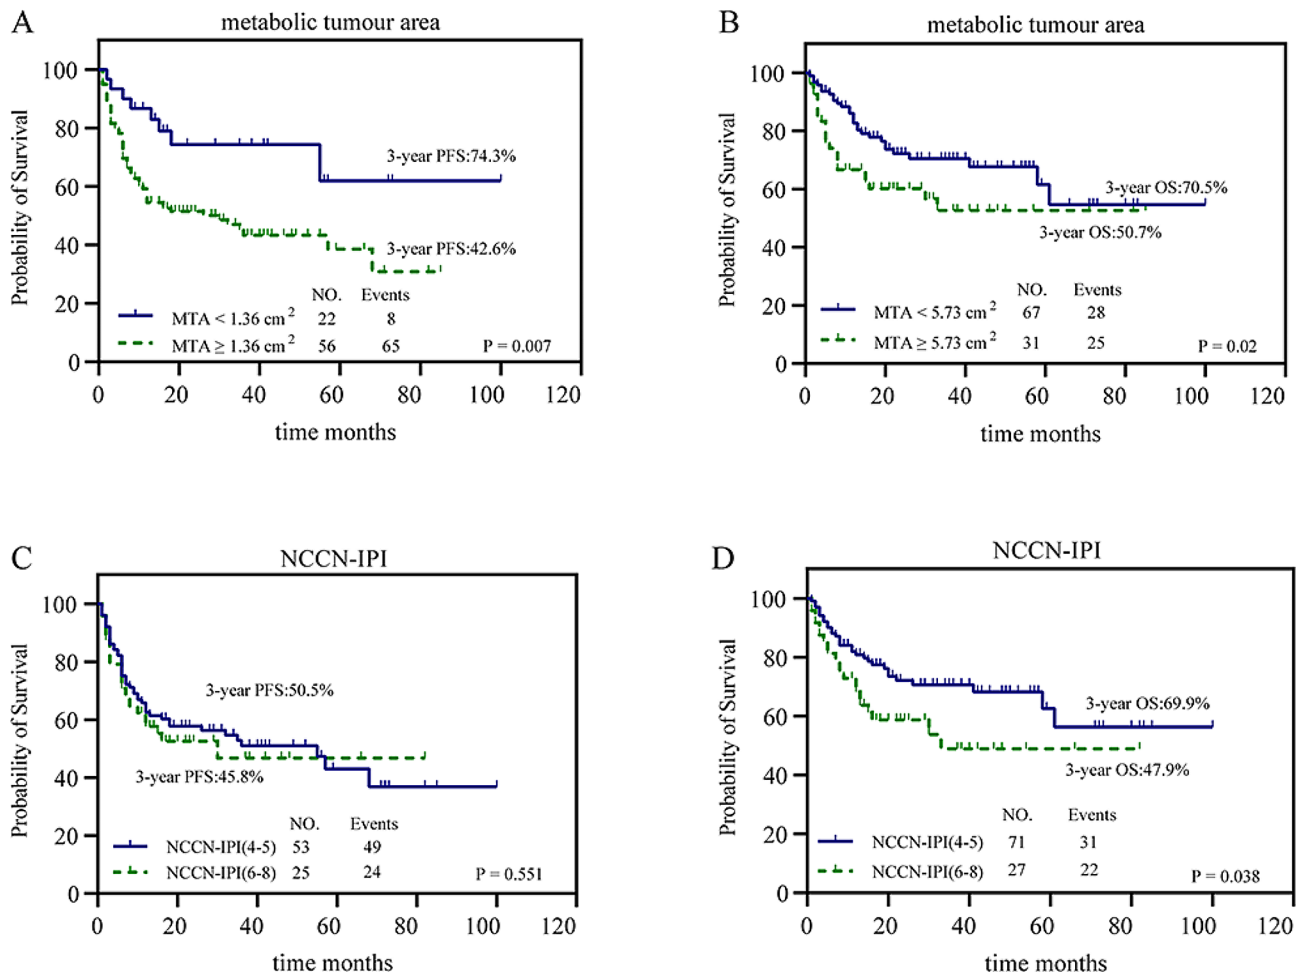 A
metabolic tumour area
Probability of Survival
100
80
60
40
20
0
3-year PFS:74.3%
3-year PFS:42.6%
NO. Events
MTA < 1.36 cm² 22 8
MTA ≥ 1.36 cm² 56 65
P = 0.007
0 20 40 60 80 100 120
time months
B
metabolic tumour area
Probability of Survival
100
80
60
40
20
0
3-year OS:70.5%
3-year OS:50.7%
NO. Events
MTA < 5.73 cm² 67 28
MTA ≥ 5.73 cm² 31 25
P = 0.02
0 20 40 60 80 100 120
time months
C
NCCN-IPI
Probability of Survival
100
80
60
40
20
0
3-year PFS:50.5%
3-year PFS:45.8%
NO. Events
NCCN-IPI(4-5) 53 49
NCCN-IPI(6-8) 25 24
P = 0.551
0 20 40 60 80 100 120
time months
D
NCCN-IPI
Probability of Survival
100
80
60
40
20
0
3-year OS:69.9%
3-year OS:47.9%
NO. Events
NCCN-IPI(4-5) 71 31
NCCN-IPI(6-8) 27 22
P = 0.038
0 20 40 60 80 100 120
time months